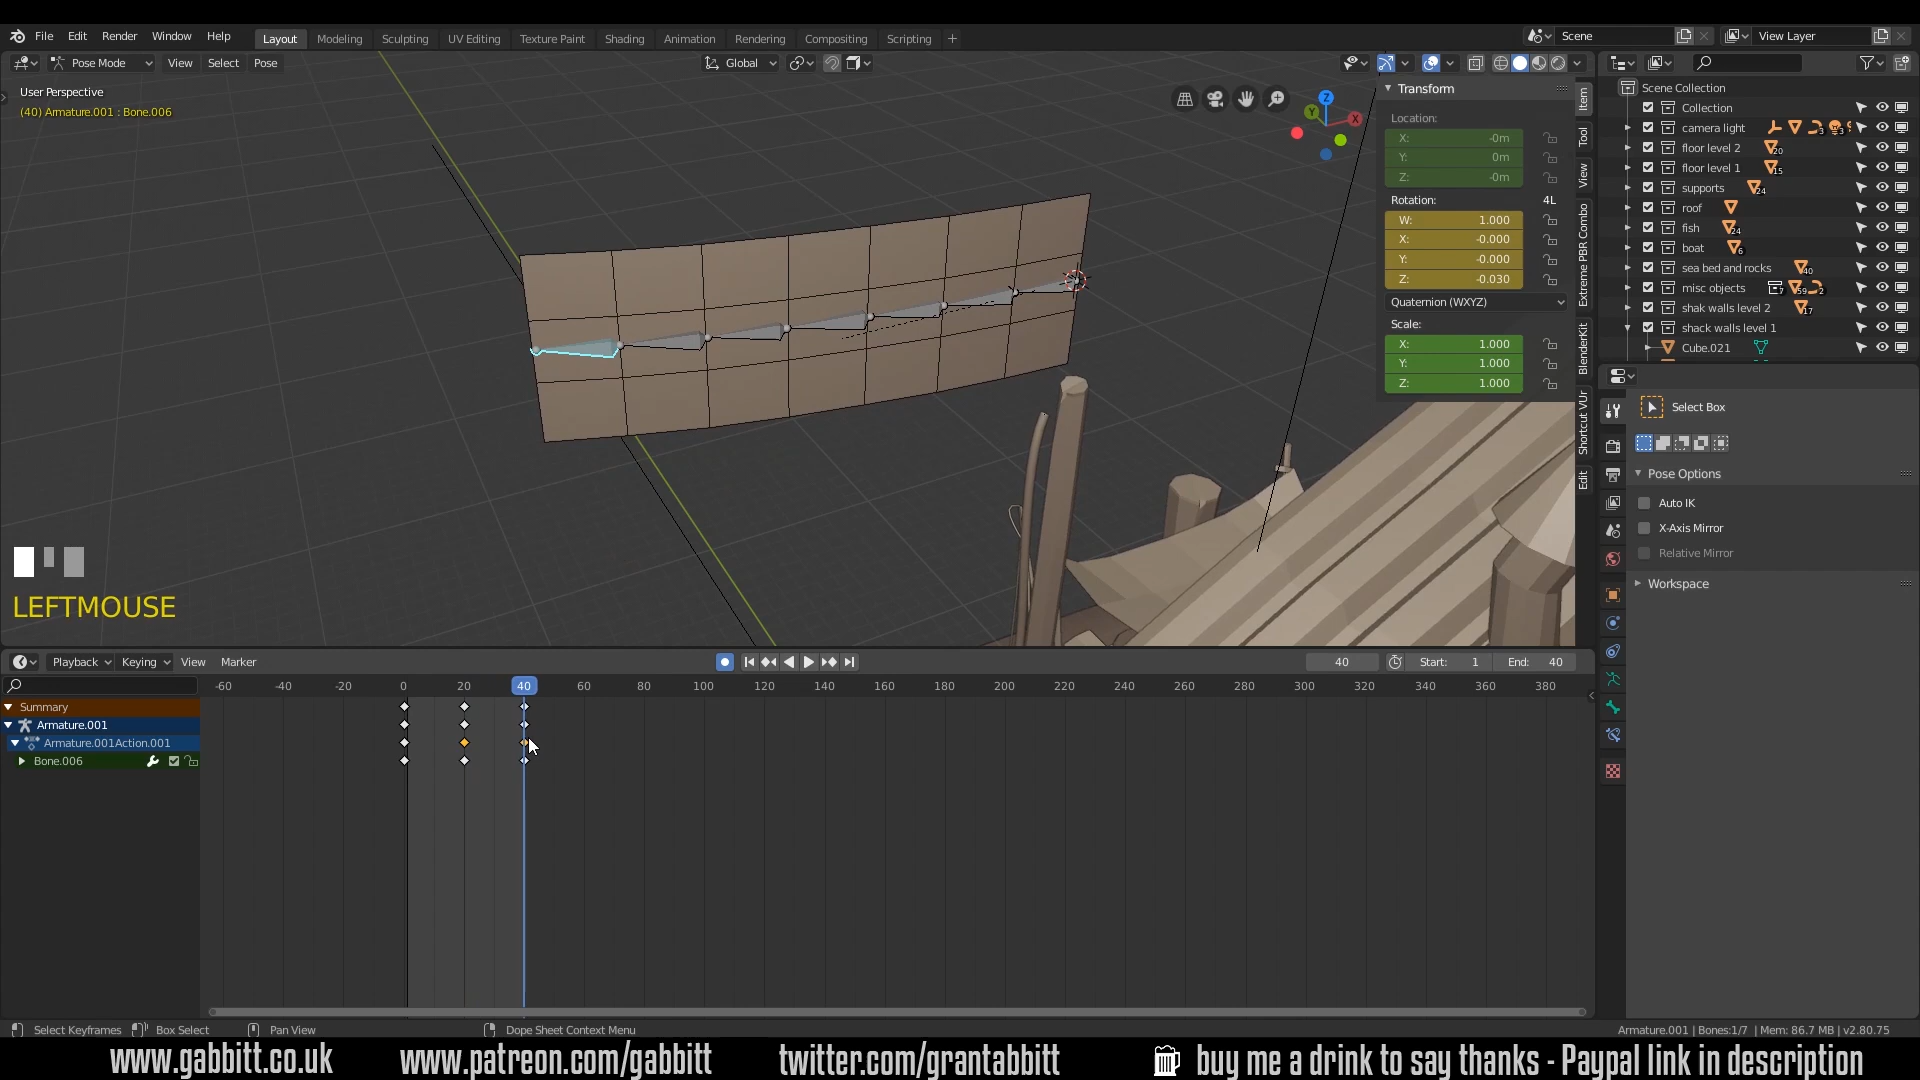 File Edit Render Window Help
Layout Modeling Sculpting UV Editing Texture Paint Shading Animation Rendering Compositing Scripting
Scene
View Layer
Pose Mode View Select Pose
Global
User Perspective
(40) Armature.001 : Bone.006
Transform
Location:
X: -0m
Y: 0m
Z: -0m
Rotation: 4L
W: 1.000
X: -0.000
Y: -0.000
Z: -0.030
Quaternion (WXYZ)
Scale:
X: 1.000
Y: 1.000
Z: 1.000
Item
Tool
View
Extreme PBR Combo
BlenderKit
Shortcut VUr
Edit
Scene Collection
Collection
camera light
floor level 2
floor level 1
supports
roof
fish
boat
sea bed and rocks
misc objects
shak walls level 2
shack walls level 1
Cube.021
Select Box
Pose Options
Auto IK
X-Axis Mirror
Relative Mirror
Workspace
LEFTMOUSE
Playback Keying View Marker
40 Start: 1 End: 40
-60 -40 -20 0 20 40 60 80 100 120 140 160 180 200 220 240 260 280 300 320 340 360 380
Summary
Armature.001
Armature.001Action.001
Bone.006
Select Keyframes Box Select Pan View Dope Sheet Context Menu
Armature.001 | Bones:1/7 | Mem: 86.7 MB | v2.80.75
www.gabbitt.co.uk www.patreon.com/gabbitt twitter.com/grantabbitt buy me a drink to say thanks - Paypal link in description